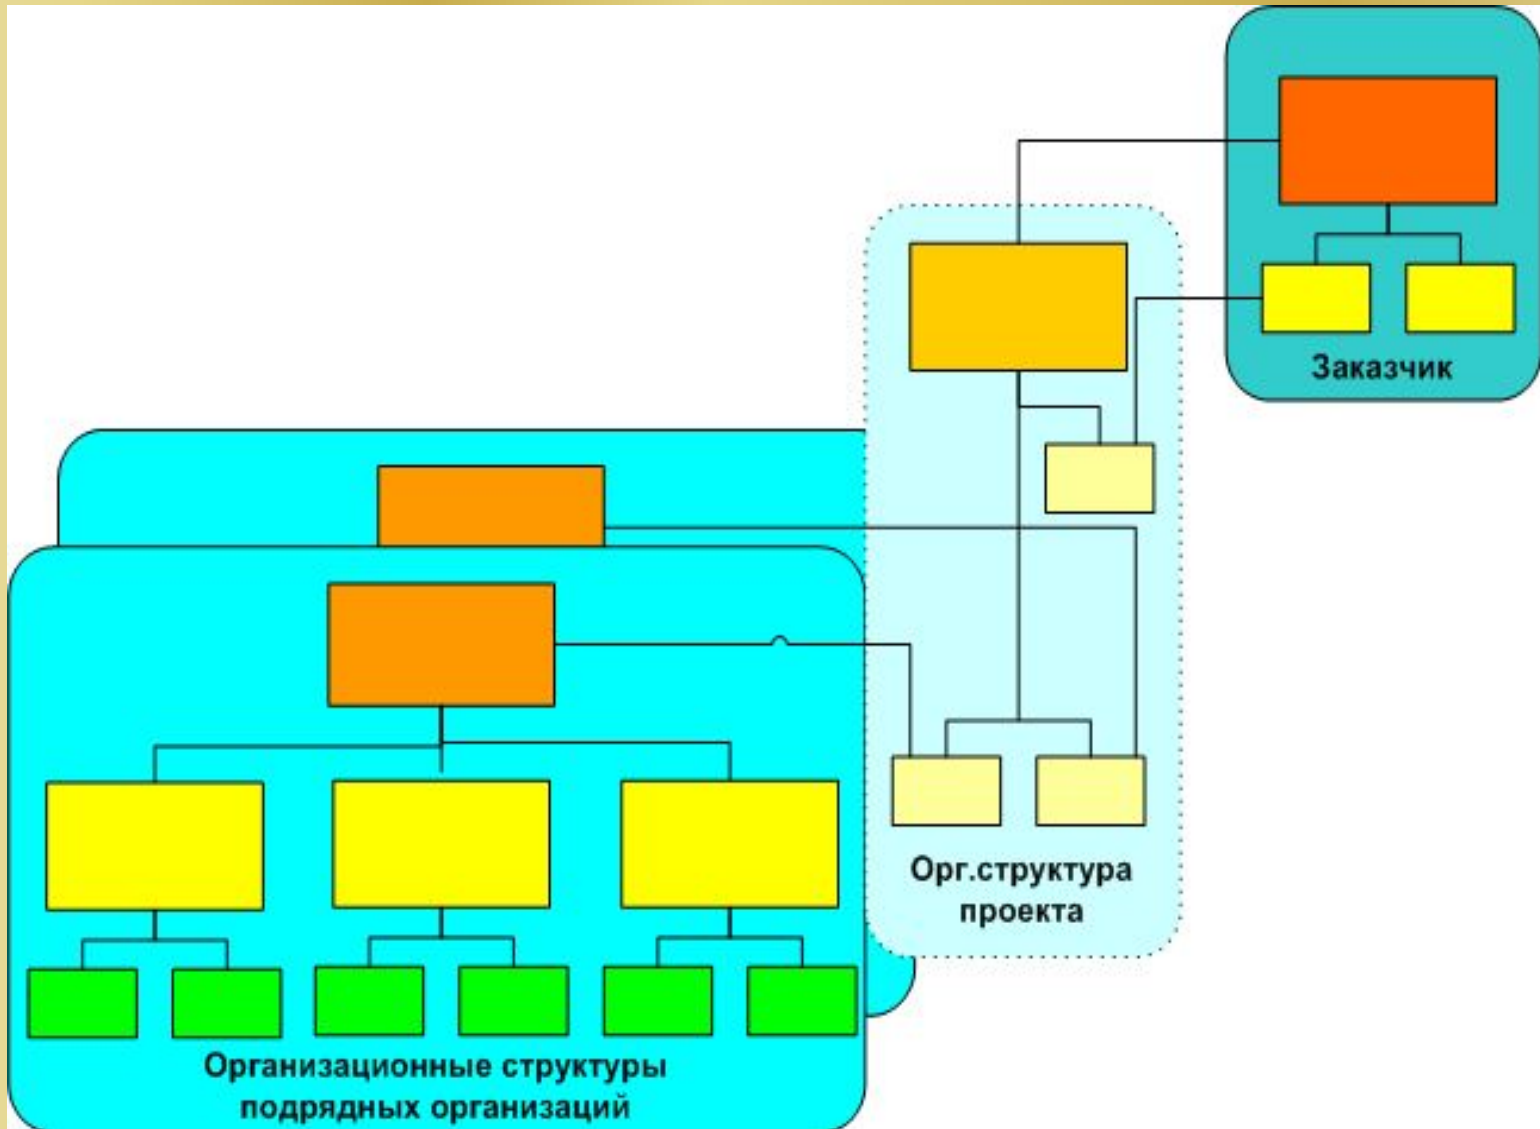 Заказчик
Орг.структура
проекта
Организационные структуры
подрядных организаций